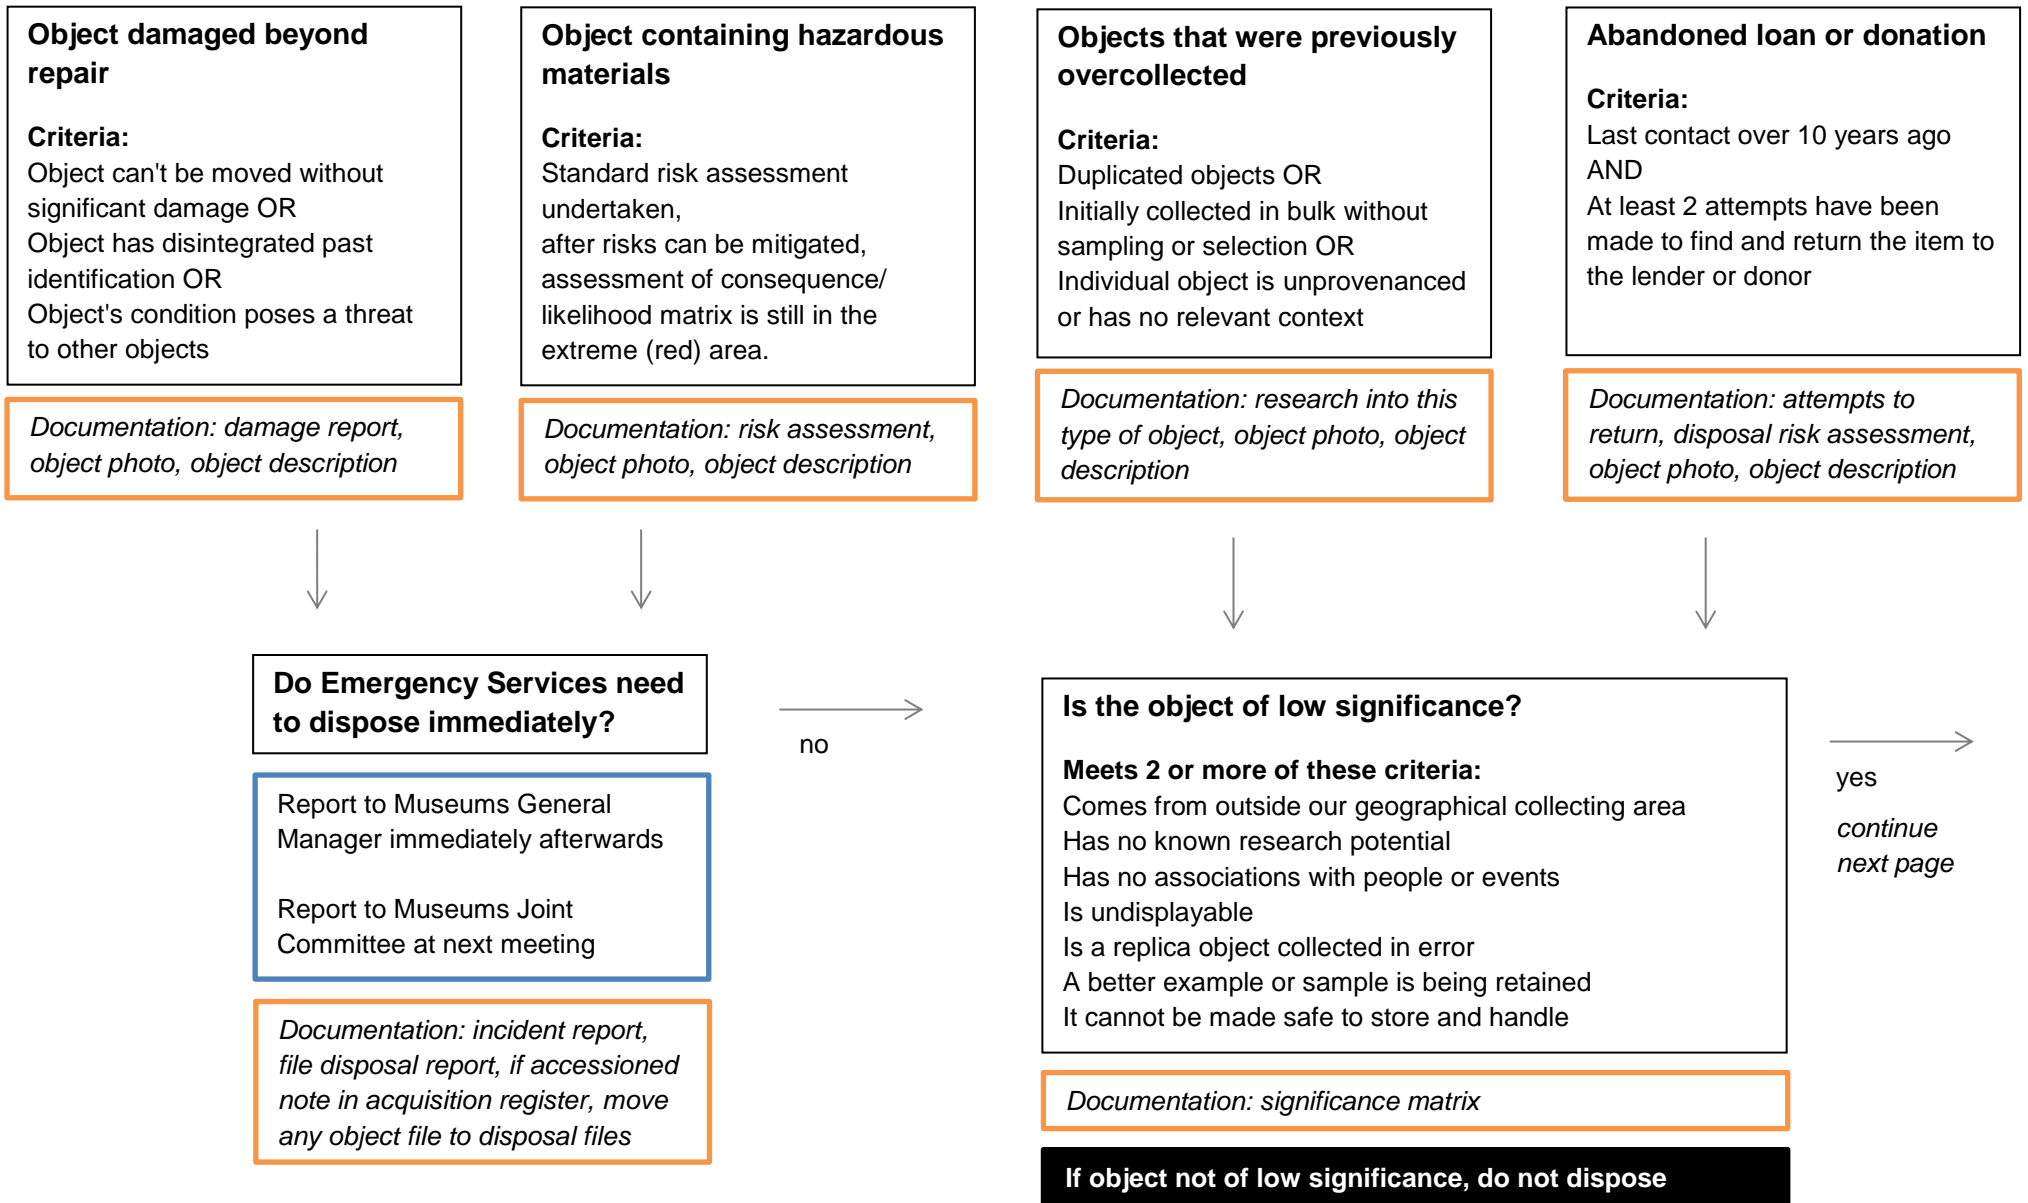 Object damaged beyond
repair
Criteria:
Object can't be moved without
significant damage OR
Object has disintegrated past
identification OR
Object's condition poses a threat
to other objects
Documentation: damage report,
object photo, object description
Object containing hazardous
materials
Criteria:
Standard risk assessment
undertaken,
after risks can be mitigated,
assessment of consequence/
likelihood matrix is still in the
extreme (red) area.
Documentation: risk assessment,
object photo, object description
Objects that were previously
overcollected
Criteria:
Duplicated objects OR
Initially collected in bulk without
sampling or selection OR
Individual object is unprovenanced
or has no relevant context
Documentation: research into this
type of object, object photo, object
description
Abandoned loan or donation
Criteria:
Last contact over 10 years ago
AND
At least 2 attempts have been
made to find and return the item to
the lender or donor
Documentation: attempts to
return, disposal risk assessment,
object photo, object description
Do Emergency Services need
to dispose immediately?
Report to Museums General
Manager immediately afterwards
Report to Museums Joint
Committee at next meeting
Documentation: incident report,
file disposal report, if accessioned
note in acquisition register, move
any object file to disposal files
no
Is the object of low significance?
Meets 2 or more of these criteria:
Comes from outside our geographical collecting area
Has no known research potential
Has no associations with people or events
Is undisplayable
Is a replica object collected in error
A better example or sample is being retained
It cannot be made safe to store and handle
Documentation: significance matrix
If object not of low significance, do not dispose
yes
continue
next page